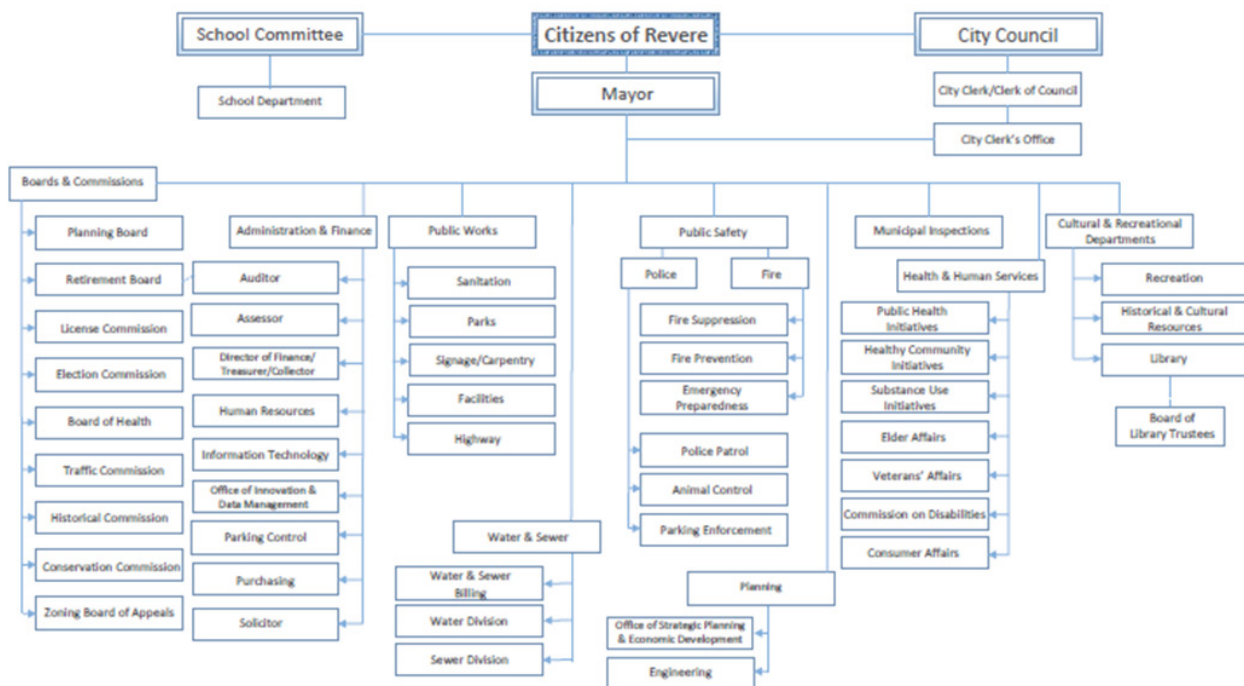 School Committee
Citizens of Revere
City Council
School Department
Mayor
City Clerk/Clerk of Council
City Clerk's Office
Boards & Commissions
Planning Board
Retirement Board
License Commission
Election Commission
Board of Health
Traffic Commission
Historical Commission
Conservation Commission
Zoning Board of Appeals
Administration & Finance
Auditor
Assessor
Director of Finance/
Treasurer/Collector
Human Resources
Information Technology
Office of Innovation &
Data Management
Parking Control
Purchasing
Solicitor
Public Works
Sanitation
Parks
Signage/Carpentry
Facilities
Highway
Water & Sewer
Water & Sewer
Billing
Water Division
Sewer Division
Public Safety
Police
Fire
Fire Suppression
Fire Prevention
Emergency
Preparedness
Police Patrol
Animal Control
Parking Enforcement
Planning
Office of Strategic Planning
& Economic Development
Engineering
Municipal Inspections
Health & Human Services
Public Health
Initiatives
Healthy Community
Initiatives
Substance Use
Initiatives
Elder Affairs
Veterans' Affairs
Commission on Disabilities
Consumer Affairs
Cultural & Recreational
Departments
Recreation
Historical & Cultural
Resources
Library
Board of
Library Trustees